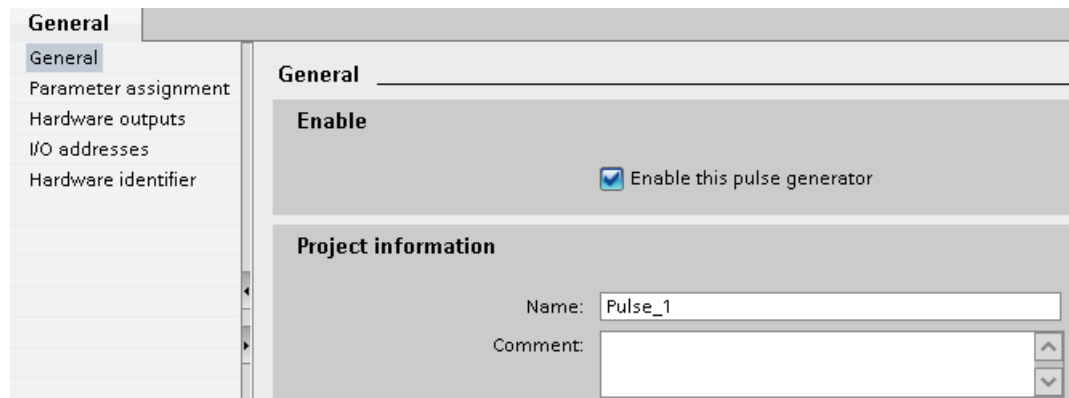 General
General
Parameter assignment
Hardware outputs
I/O addresses
Hardware identifier
General
Enable
Enable this pulse generator
Project information
Name: Pulse_1
Comment: